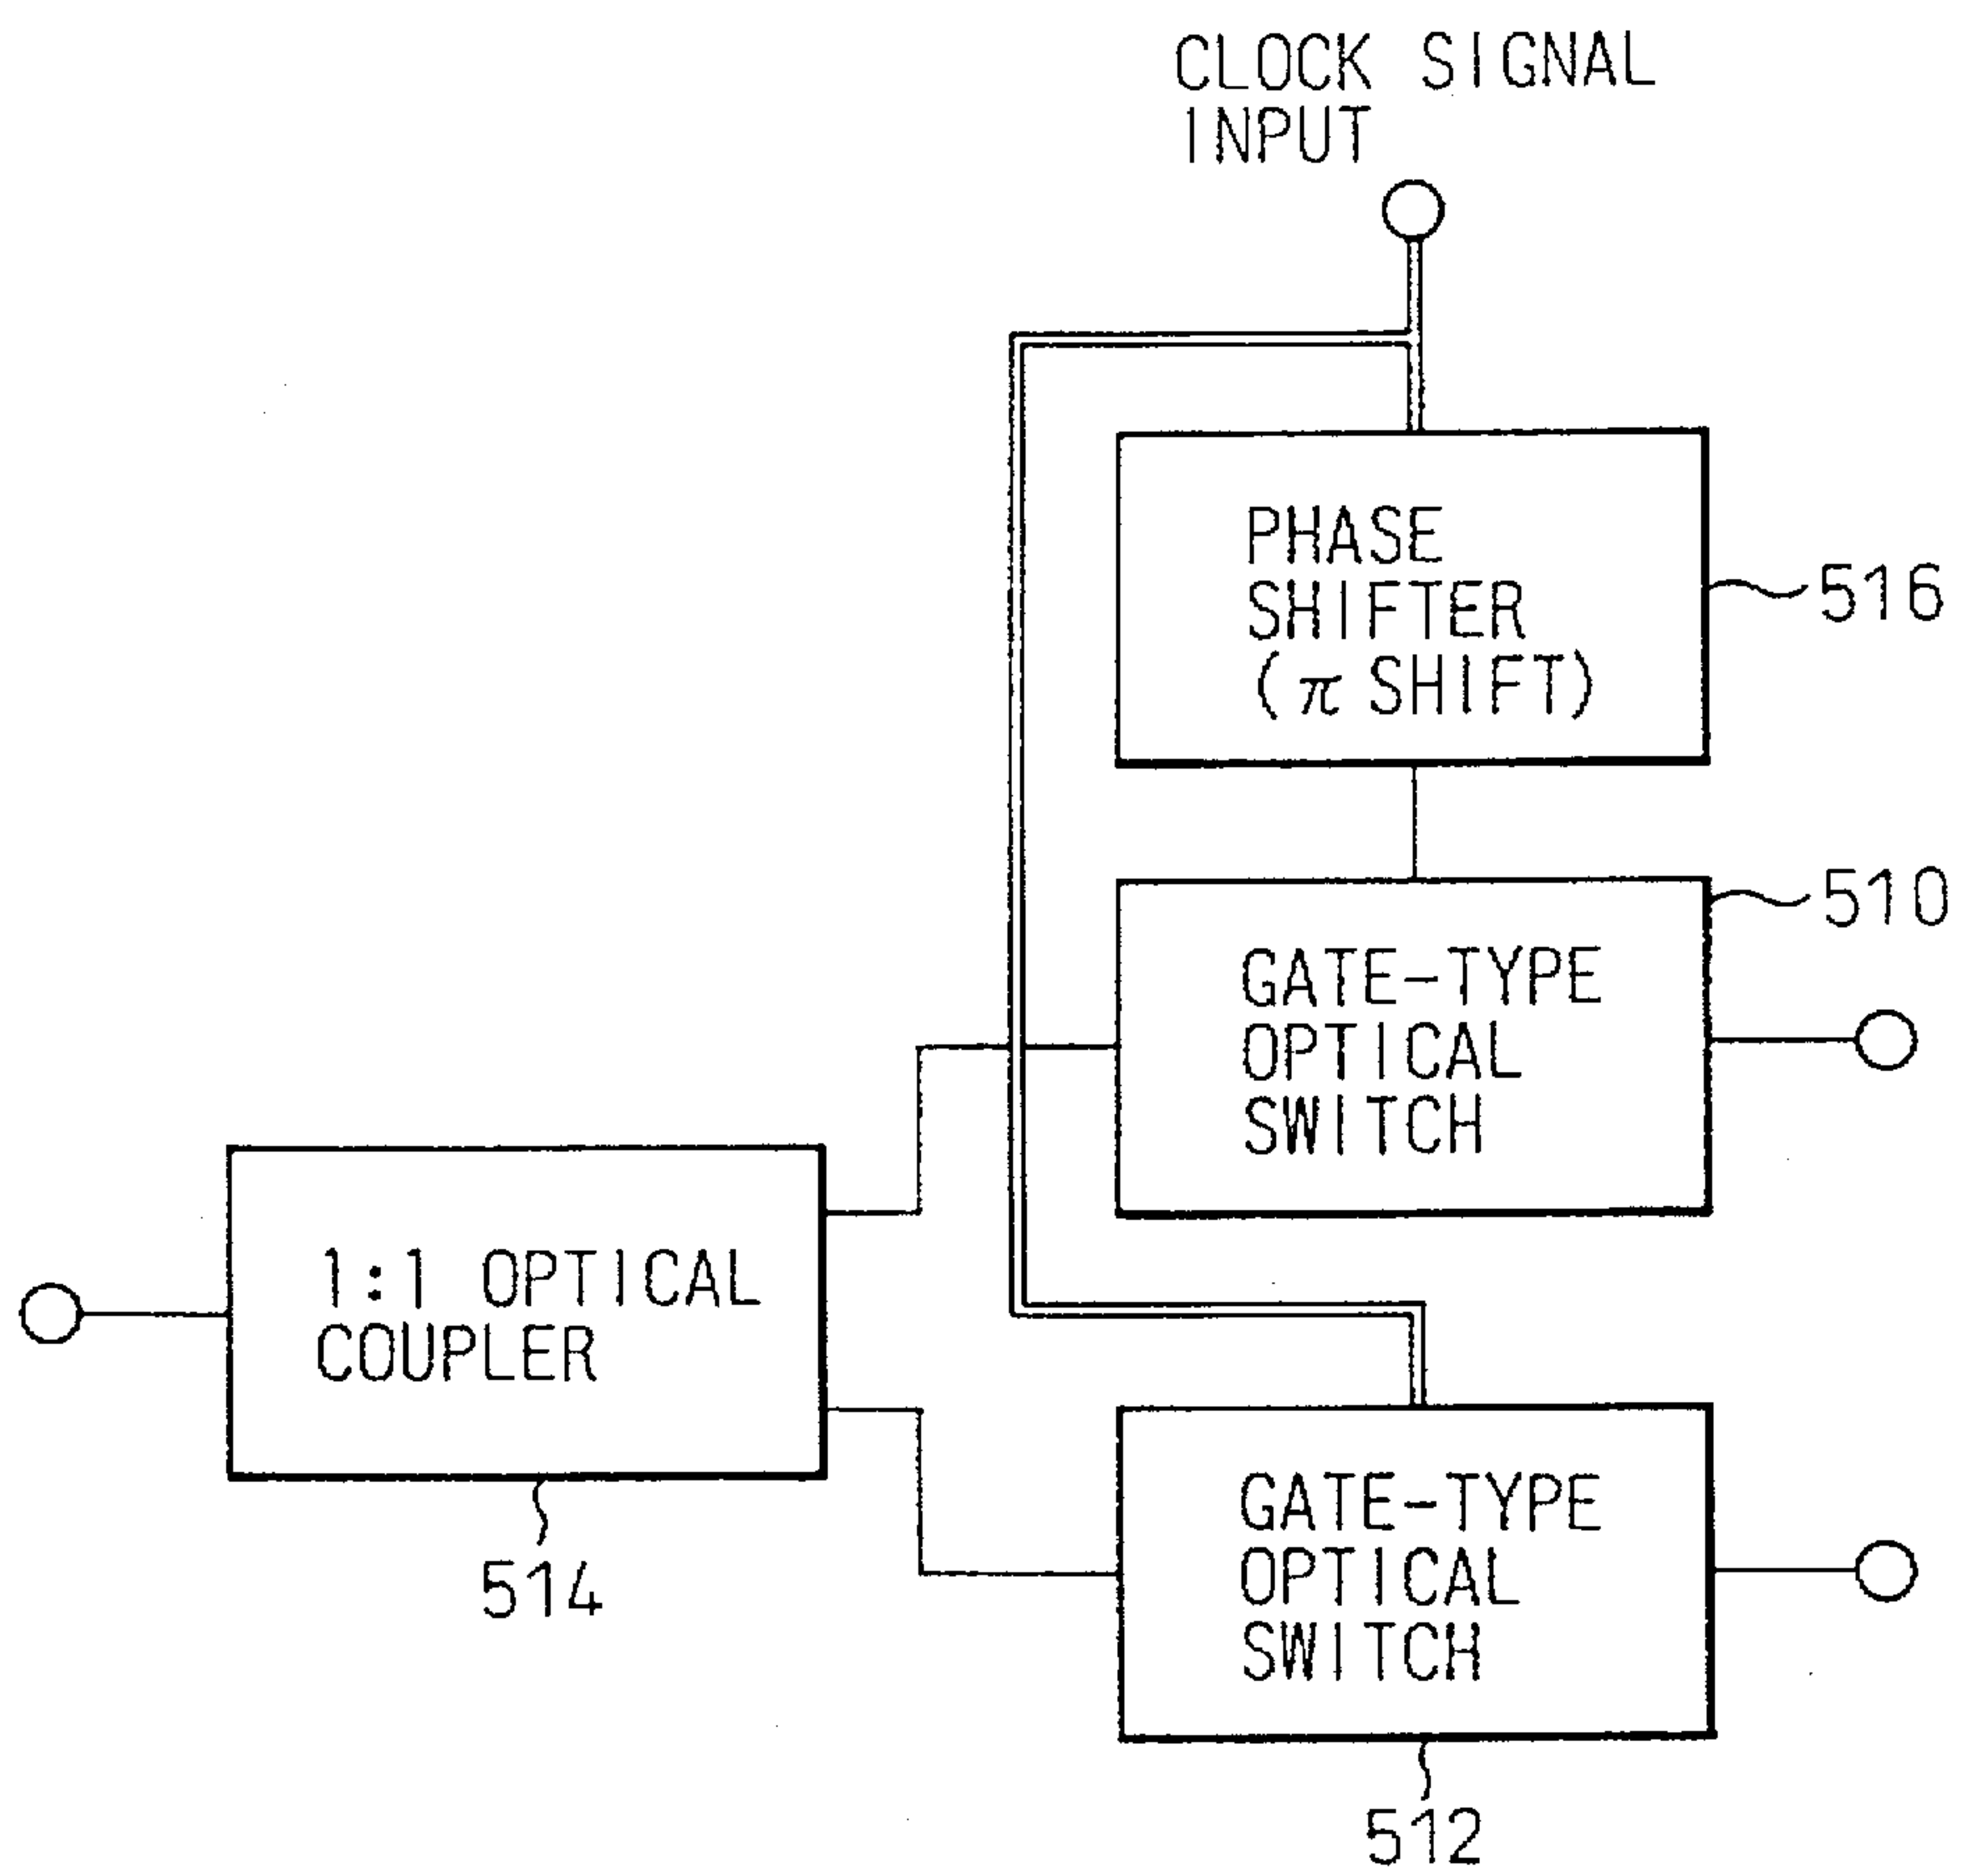 CLOCK SIGNAL
INPUT
PHASE
SHIFTER
(π SHIFT)
516
510
GATE-TYPE
OPTICAL
SWITCH
1:1 OPTICAL
COUPLER
514
GATE-TYPE
OPTICAL
SWITCH
512